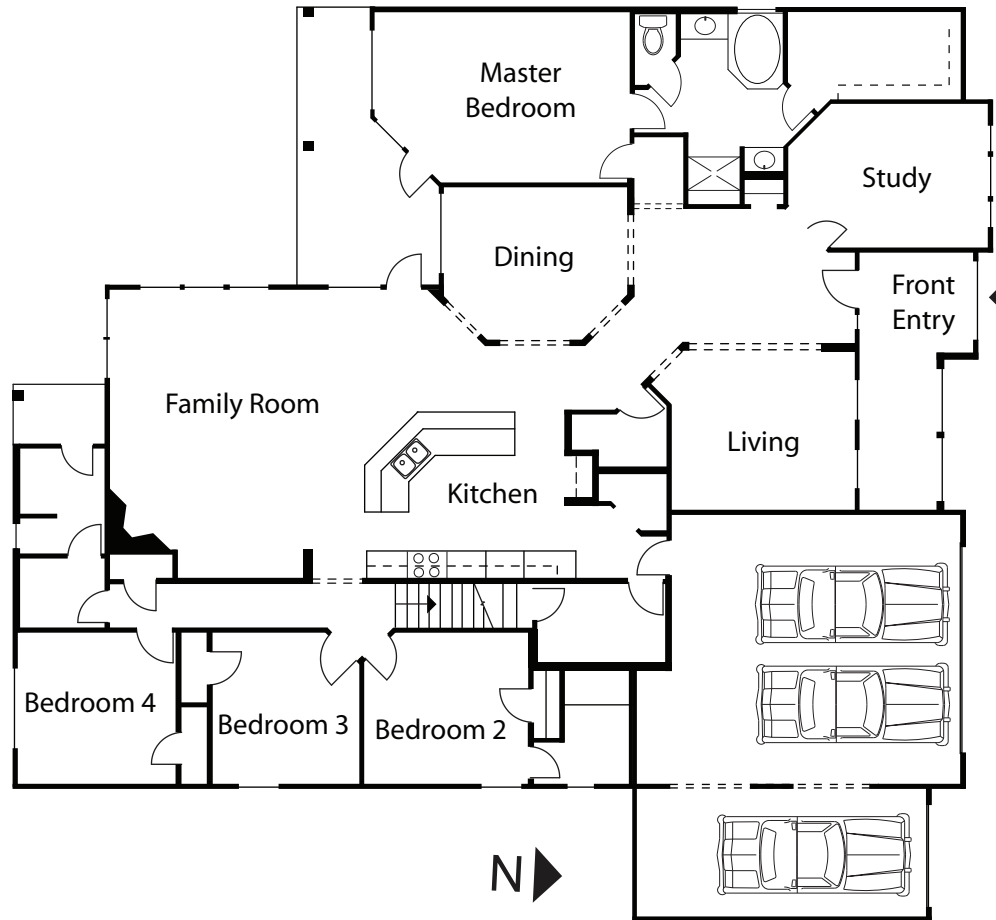 Master
Bedroom
Study
Dining
Front
Entry
Family Room
Living
Kitchen
Bedroom 4
Bedroom 3
Bedroom 2
N